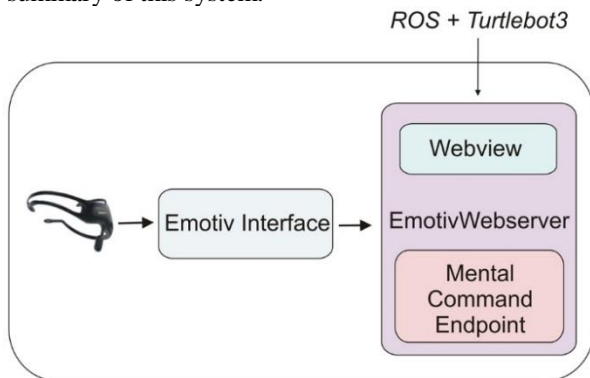 summary of this system.
ROS + Turtlebot3
Webview
Emotiv Interface
EmotivWebserver
Mental
Command
Endpoint